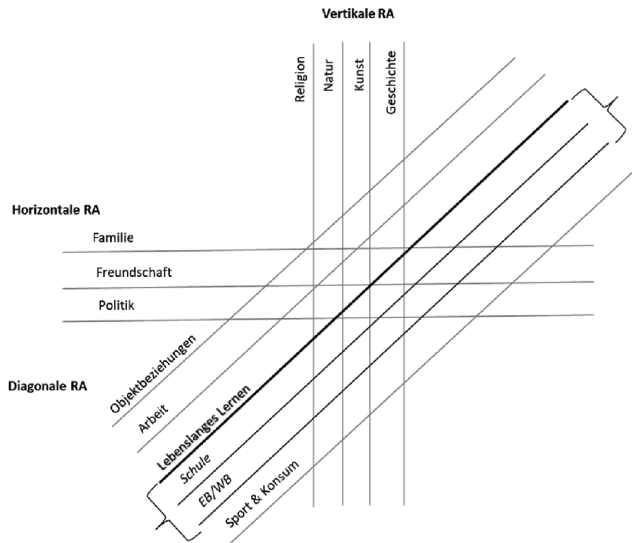 Vertikale RA
Religion
Natur
Kunst
Geschichte
Horizontale RA
Familie
Freundschaft
Politik
Diagonale RA
Objektbeziehungen
Arbeit
Lebenslanges Lernen
Schule
EB/WB
Sport & Konsum